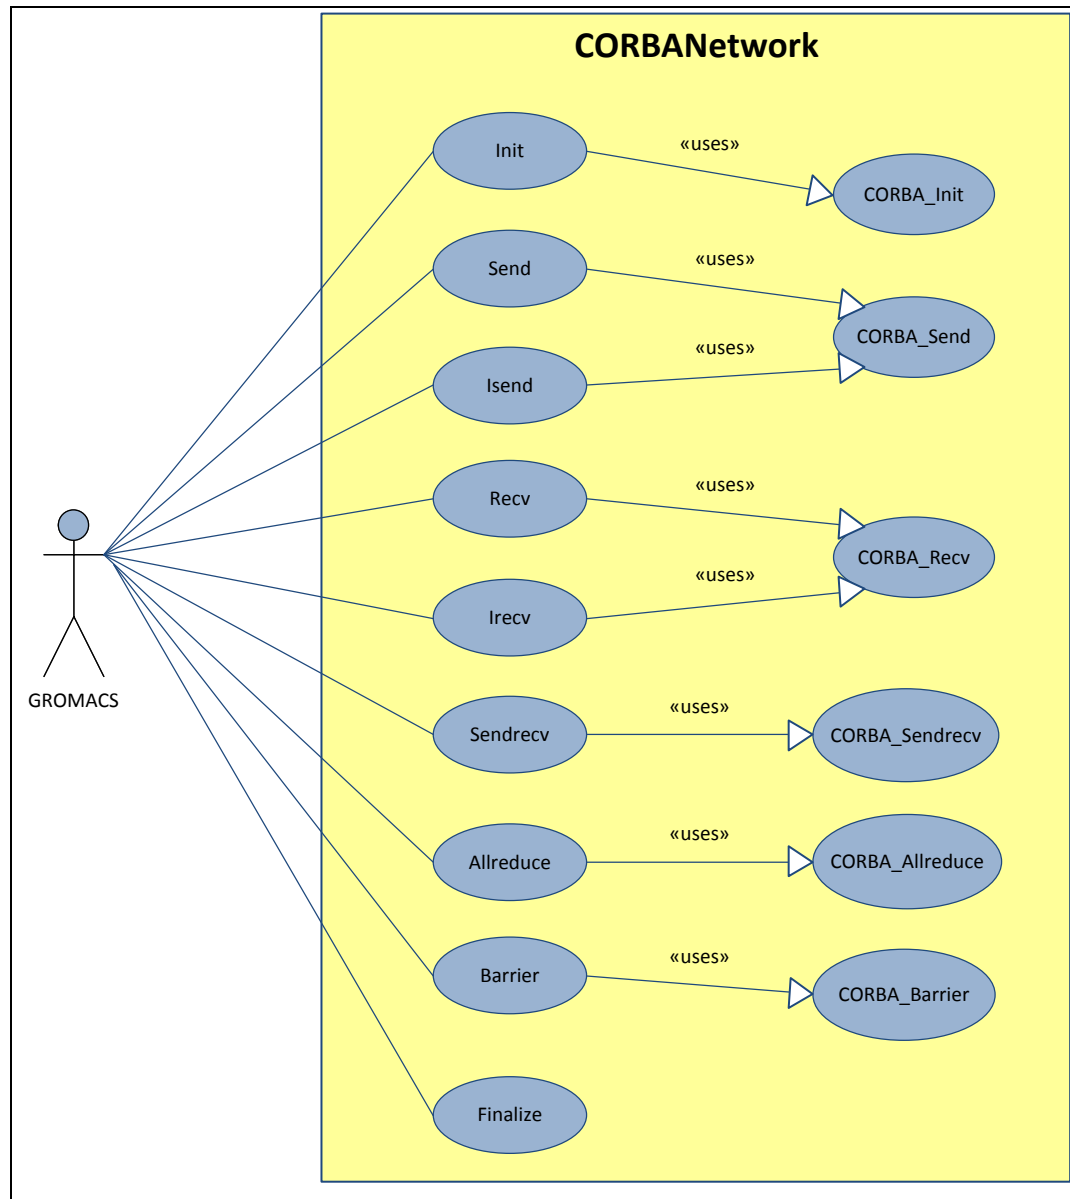 CORBANetwork
Init
«uses»
CORBA_Init
Send
«uses»
CORBA_Send
Isend
«uses»
Recv
«uses»
CORBA_Recv
Irecv
«uses»
GROMACS
Sendrecv
«uses»
CORBA_Sendrecv
Allreduce
«uses»
CORBA_Allreduce
Barrier
«uses»
CORBA_Barrier
Finalize